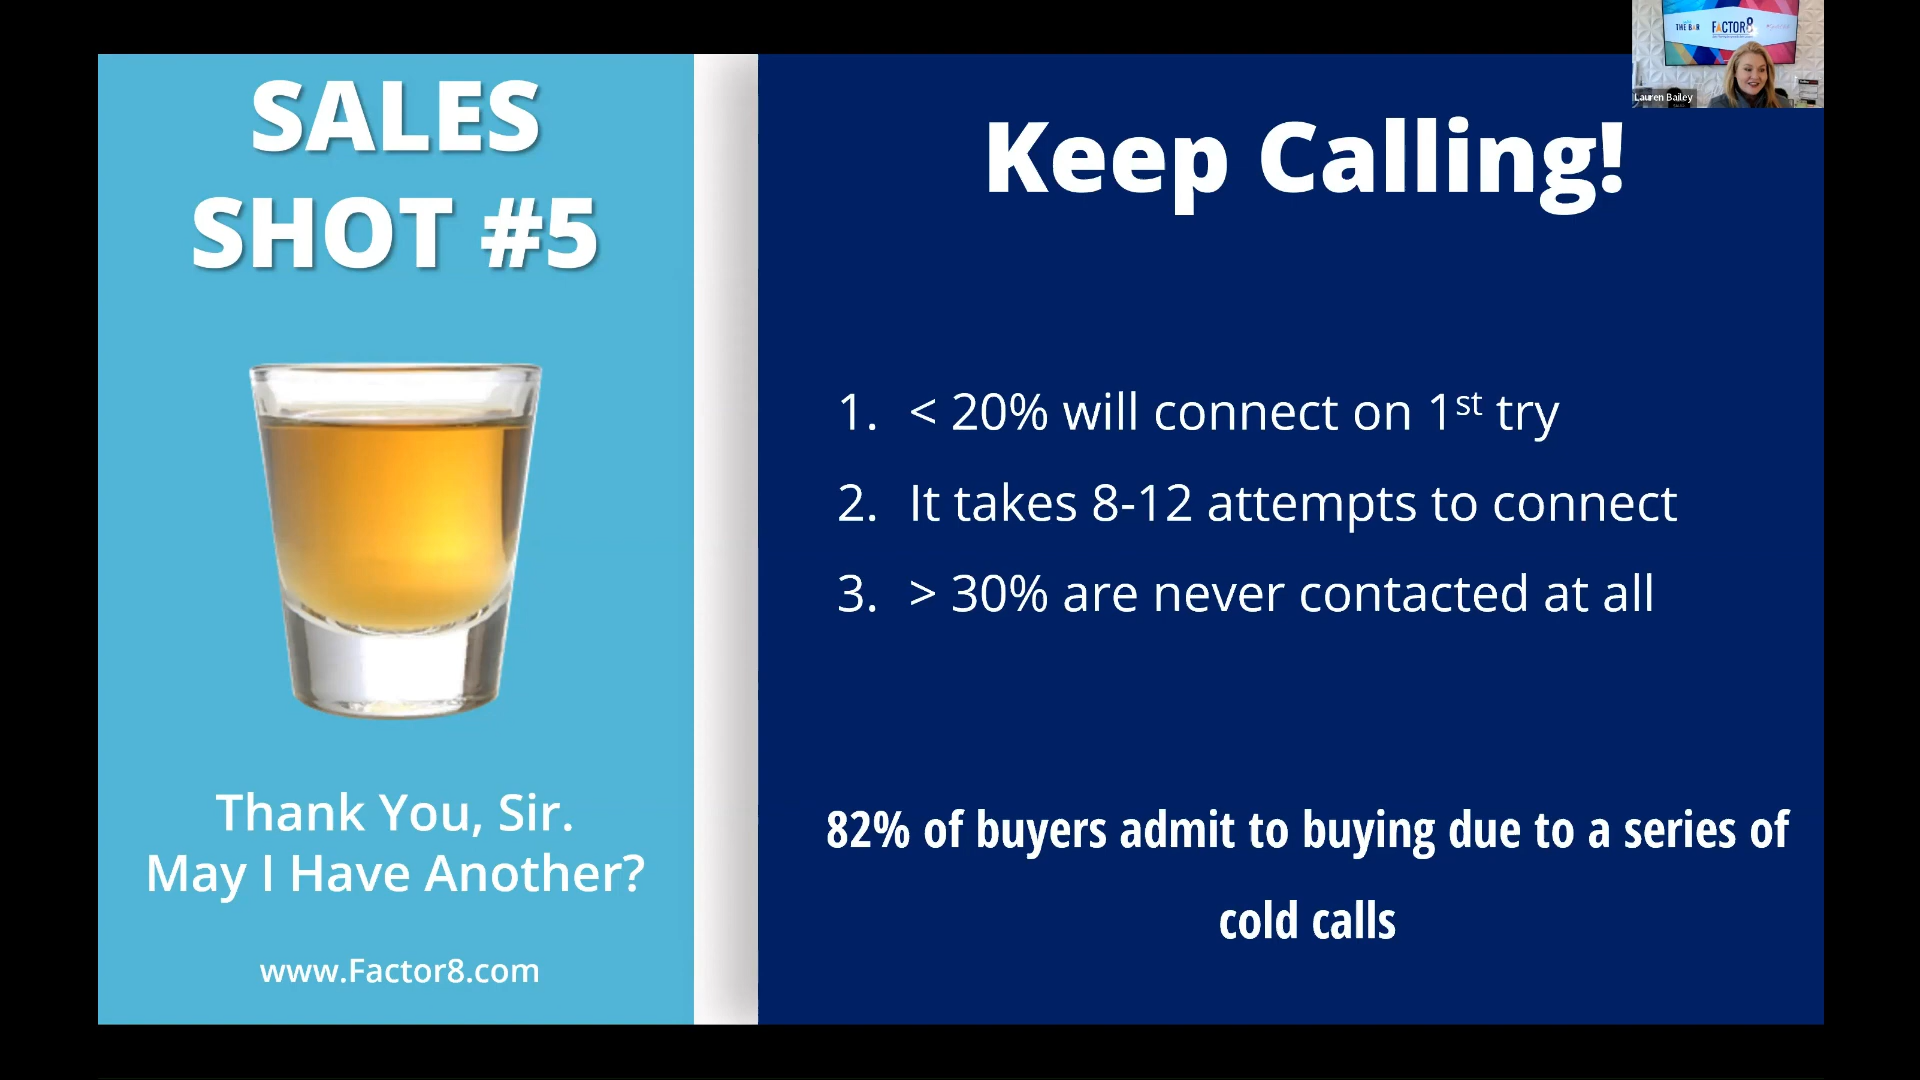 SALES
SHOT #5
Thank You, Sir.
May I Have Another?
www.Factor8.com
Keep Calling!
1. < 20% will connect on 1st try
2. It takes 8-12 attempts to connect
3. > 30% are never contacted at all
82% of buyers admit to buying due to a series of
cold calls
THE BAR
FACTOR8
Lauren Bailey